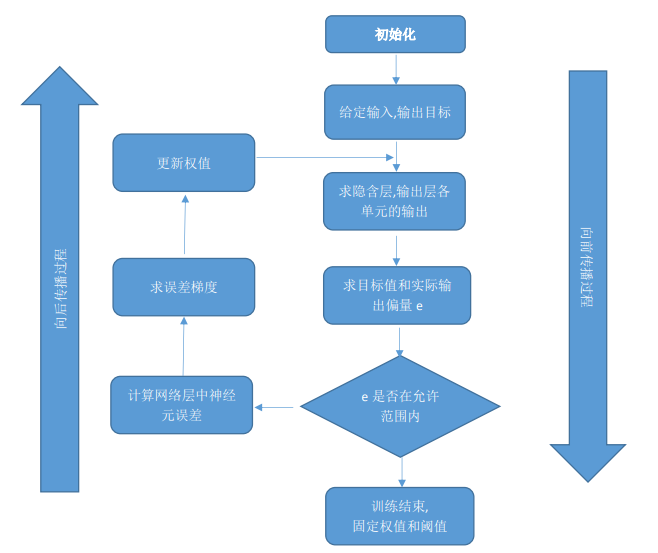 初始化
给定输入,输出目标
更新权值
求隐含层,输出层各
单元的输出
向后传播过程
向前传播过程
求误差梯度
求目标值和实际输
出偏量 e
计算网络层中神经
元误差
e 是否在允许
范围内
训练结束,
固定权值和阈值